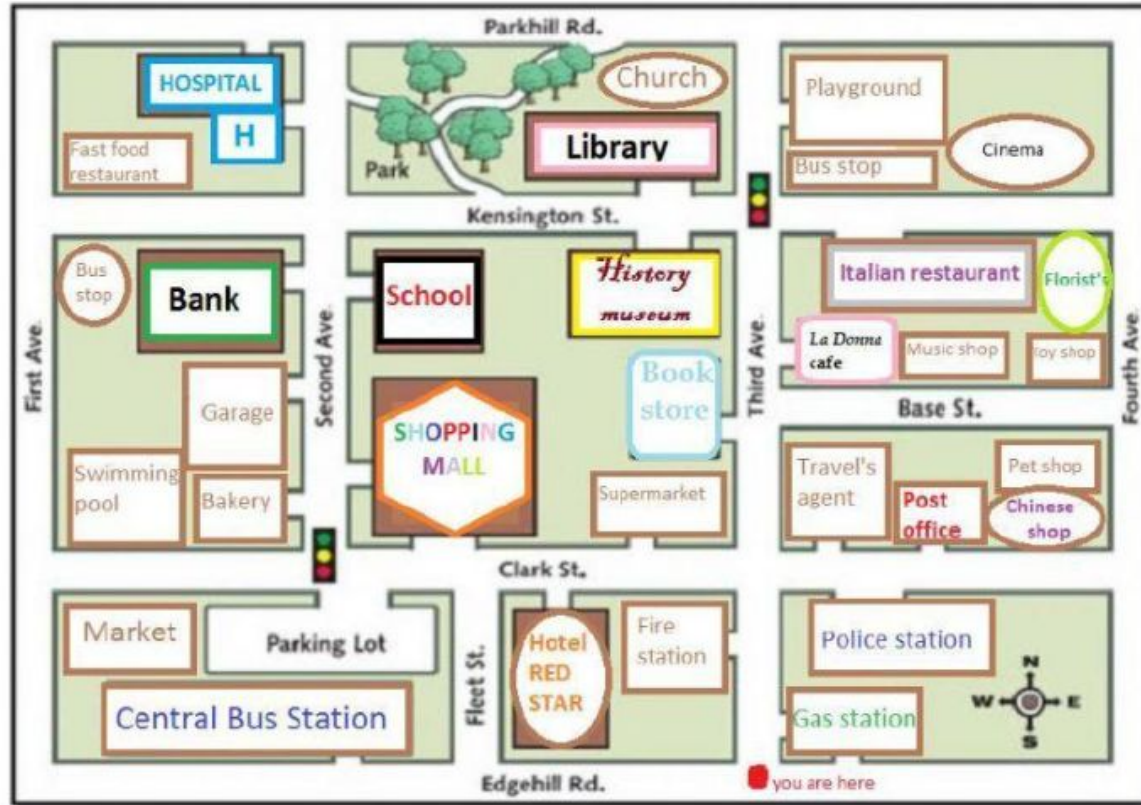 Parkhill Rd.
HOSPITAL
H
Fast food
restaurant
Church
Library
Park
Playground
Bus stop
Cinema
Kensington St.
Bus
stop
Bank
School
History
museum
Italian restaurant
Florist's
La Donna
cafe
Music shop
Toy shop
First Ave.
Second Ave.
Third Ave.
Fourth Ave.
Garage
SHOPPING
MALL
Book
store
Base St.
Swimming
pool
Bakery
Supermarket
Travel's
agent
Post
office
Pet shop
Chinese
shop
Clark St.
Market
Parking Lot
Central Bus Station
Fleet St.
Hotel
RED
STAR
Fire
station
Police station
Gas station
N
W
E
S
Edgehill Rd.
you are here